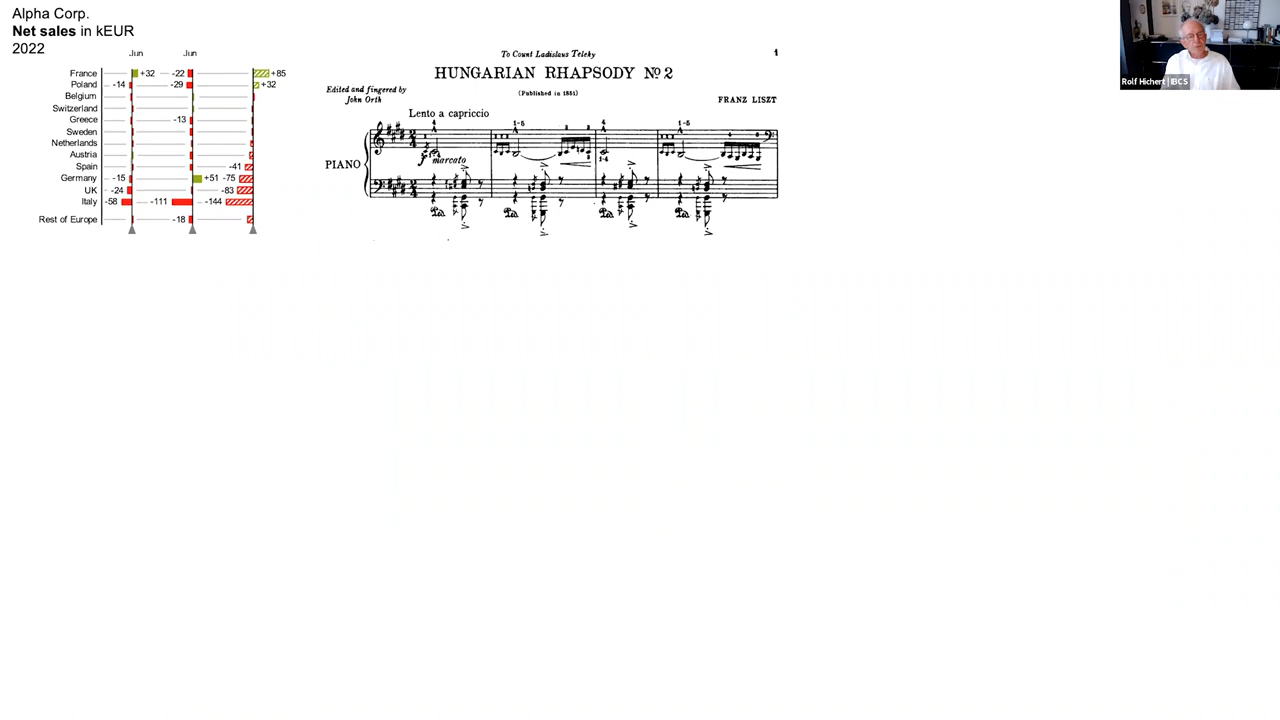 Alpha Corp.
Net sales in kEUR
2022
Jun Jun
France +32 -22 +85
Poland -14 -29 +32
Belgium
Switzerland
Greece -13
Sweden
Netherlands
Austria
Spain -41
Germany -15 +51 -75
UK -24 -83
Italy -58 -111 -144
Rest of Europe -18
To Count Ladislaus Teleky
1
HUNGARIAN RHAPSODY Nº 2
(Published in 1851)
Edited and fingered by
John Orth
FRANZ LISZT
Lento a capriccio
PIANO
f marcato
Rolf Hichert | IBCS